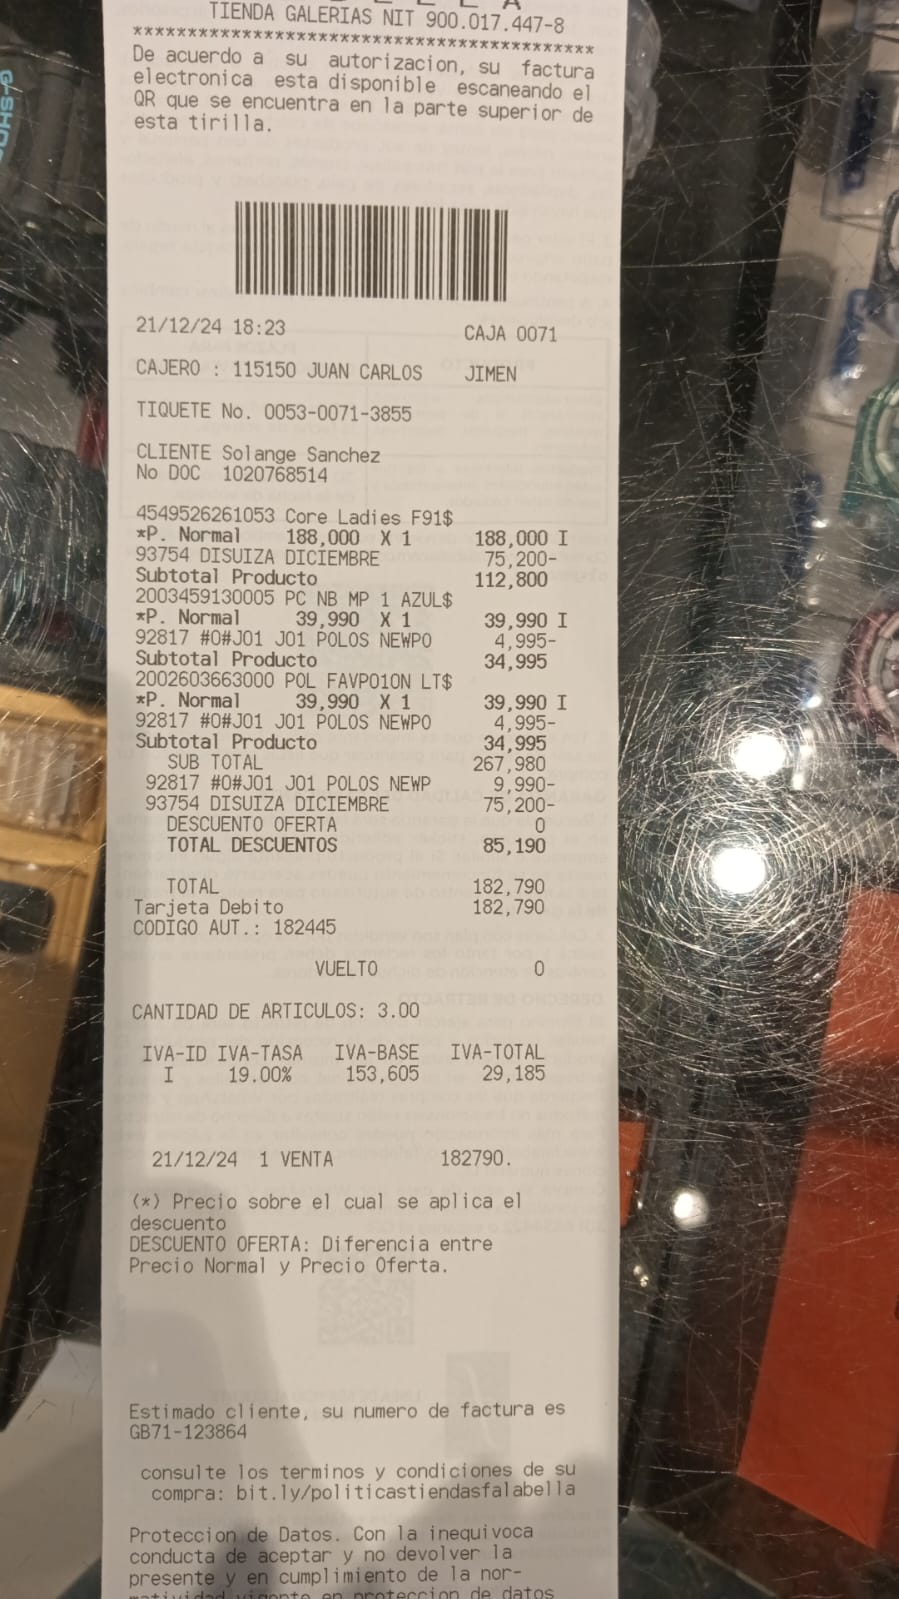 TIENDA GALERIAS NIT 900.017.447-8
********************************************
De acuerdo a su autorizacion, su factura
electronica esta disponible escaneando el
QR que se encuentra en la parte superior de
esta tirilla.
21/12/24 18:23 CAJA 0071
CAJERO : 115150 JUAN CARLOS JIMEN
TIQUETE No. 0053-0071-3855
CLIENTE Solange Sanchez
No DOC 1020768514
4549526261053 Core Ladies F91$
*P. Normal 188,000 X 1 188,000 I
93754 DISUIZA DICIEMBRE 75,200-
Subtotal Producto 112,800
2003459130005 PC NB MP 1 AZUL$
*P. Normal 39,990 X 1 39,990 I
92817 #0#J01 J01 POLOS NEWPO 4,995-
Subtotal Producto 34,995
2002603663000 POL FAVPO1ON LT$
*P. Normal 39,990 X 1 39,990 I
92817 #0#J01 J01 POLOS NEWPO 4,995-
Subtotal Producto 34,995
SUB TOTAL 267,980
92817 #0#J01 J01 POLOS NEWP 9,990-
93754 DISUIZA DICIEMBRE 75,200-
DESCUENTO OFERTA 0
TOTAL DESCUENTOS 85,190
TOTAL 182,790
Tarjeta Debito 182,790
CODIGO AUT.: 182445
VUELTO 0
CANTIDAD DE ARTICULOS: 3.00
IVA-ID IVA-TASA IVA-BASE IVA-TOTAL
I 19.00% 153,605 29,185
21/12/24 1 VENTA 182790.
(*) Precio sobre el cual se aplica el
descuento
DESCUENTO OFERTA: Diferencia entre
Precio Normal y Precio Oferta.
Estimado cliente, su numero de factura es
GB71-123864
consulte los terminos y condiciones de su
compra: bit.ly/politicastiendasfalabella
Proteccion de Datos. Con la inequivoca
conducta de aceptar y no devolver la
presente y en cumplimiento de la nor-
matividad vigente en proteccion de datos